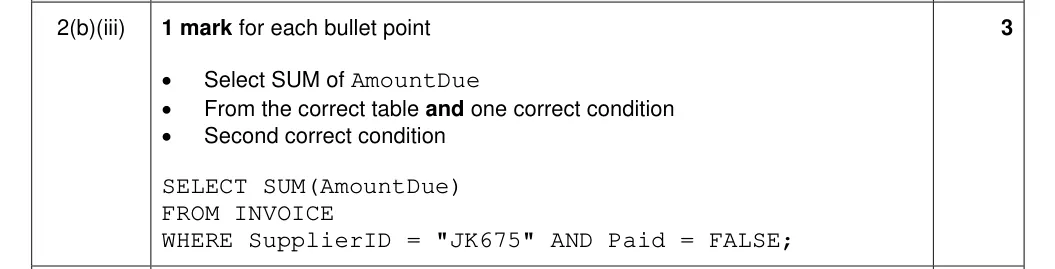 2(b)(iii) 1 mark for each bullet point 3
• Select SUM of AmountDue
• From the correct table and one correct condition
• Second correct condition
SELECT SUM(AmountDue)
FROM INVOICE
WHERE SupplierID = "JK675" AND Paid = FALSE;